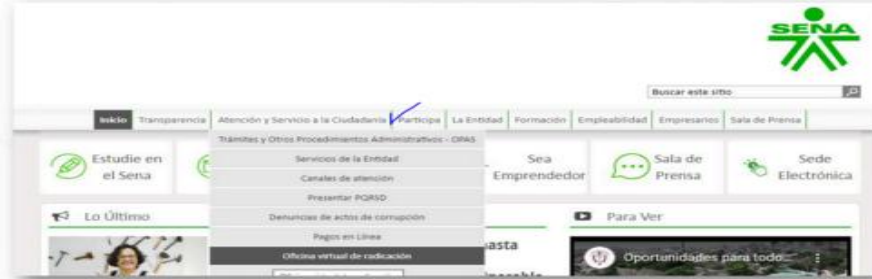 SENA
Buscar este sitio
Inicio Transparencia Atención y Servicio a la Ciudadanía Participa La Entidad Formación Empleabilidad Empresarios Sala de Prensa
Trámites y Otros Procedimientos Administrativos - OPAS
Servicios de la Entidad
Canales de atención
Presentar PQRSD
Denuncias de actos de corrupción
Pagos en Línea
Oficina virtual de radicación
Estudie en
el Sena
Sea
Emprendedor
Sala de
Prensa
Sede
Electrónica
Lo Último
Para Ver
Oportunidades para todo...